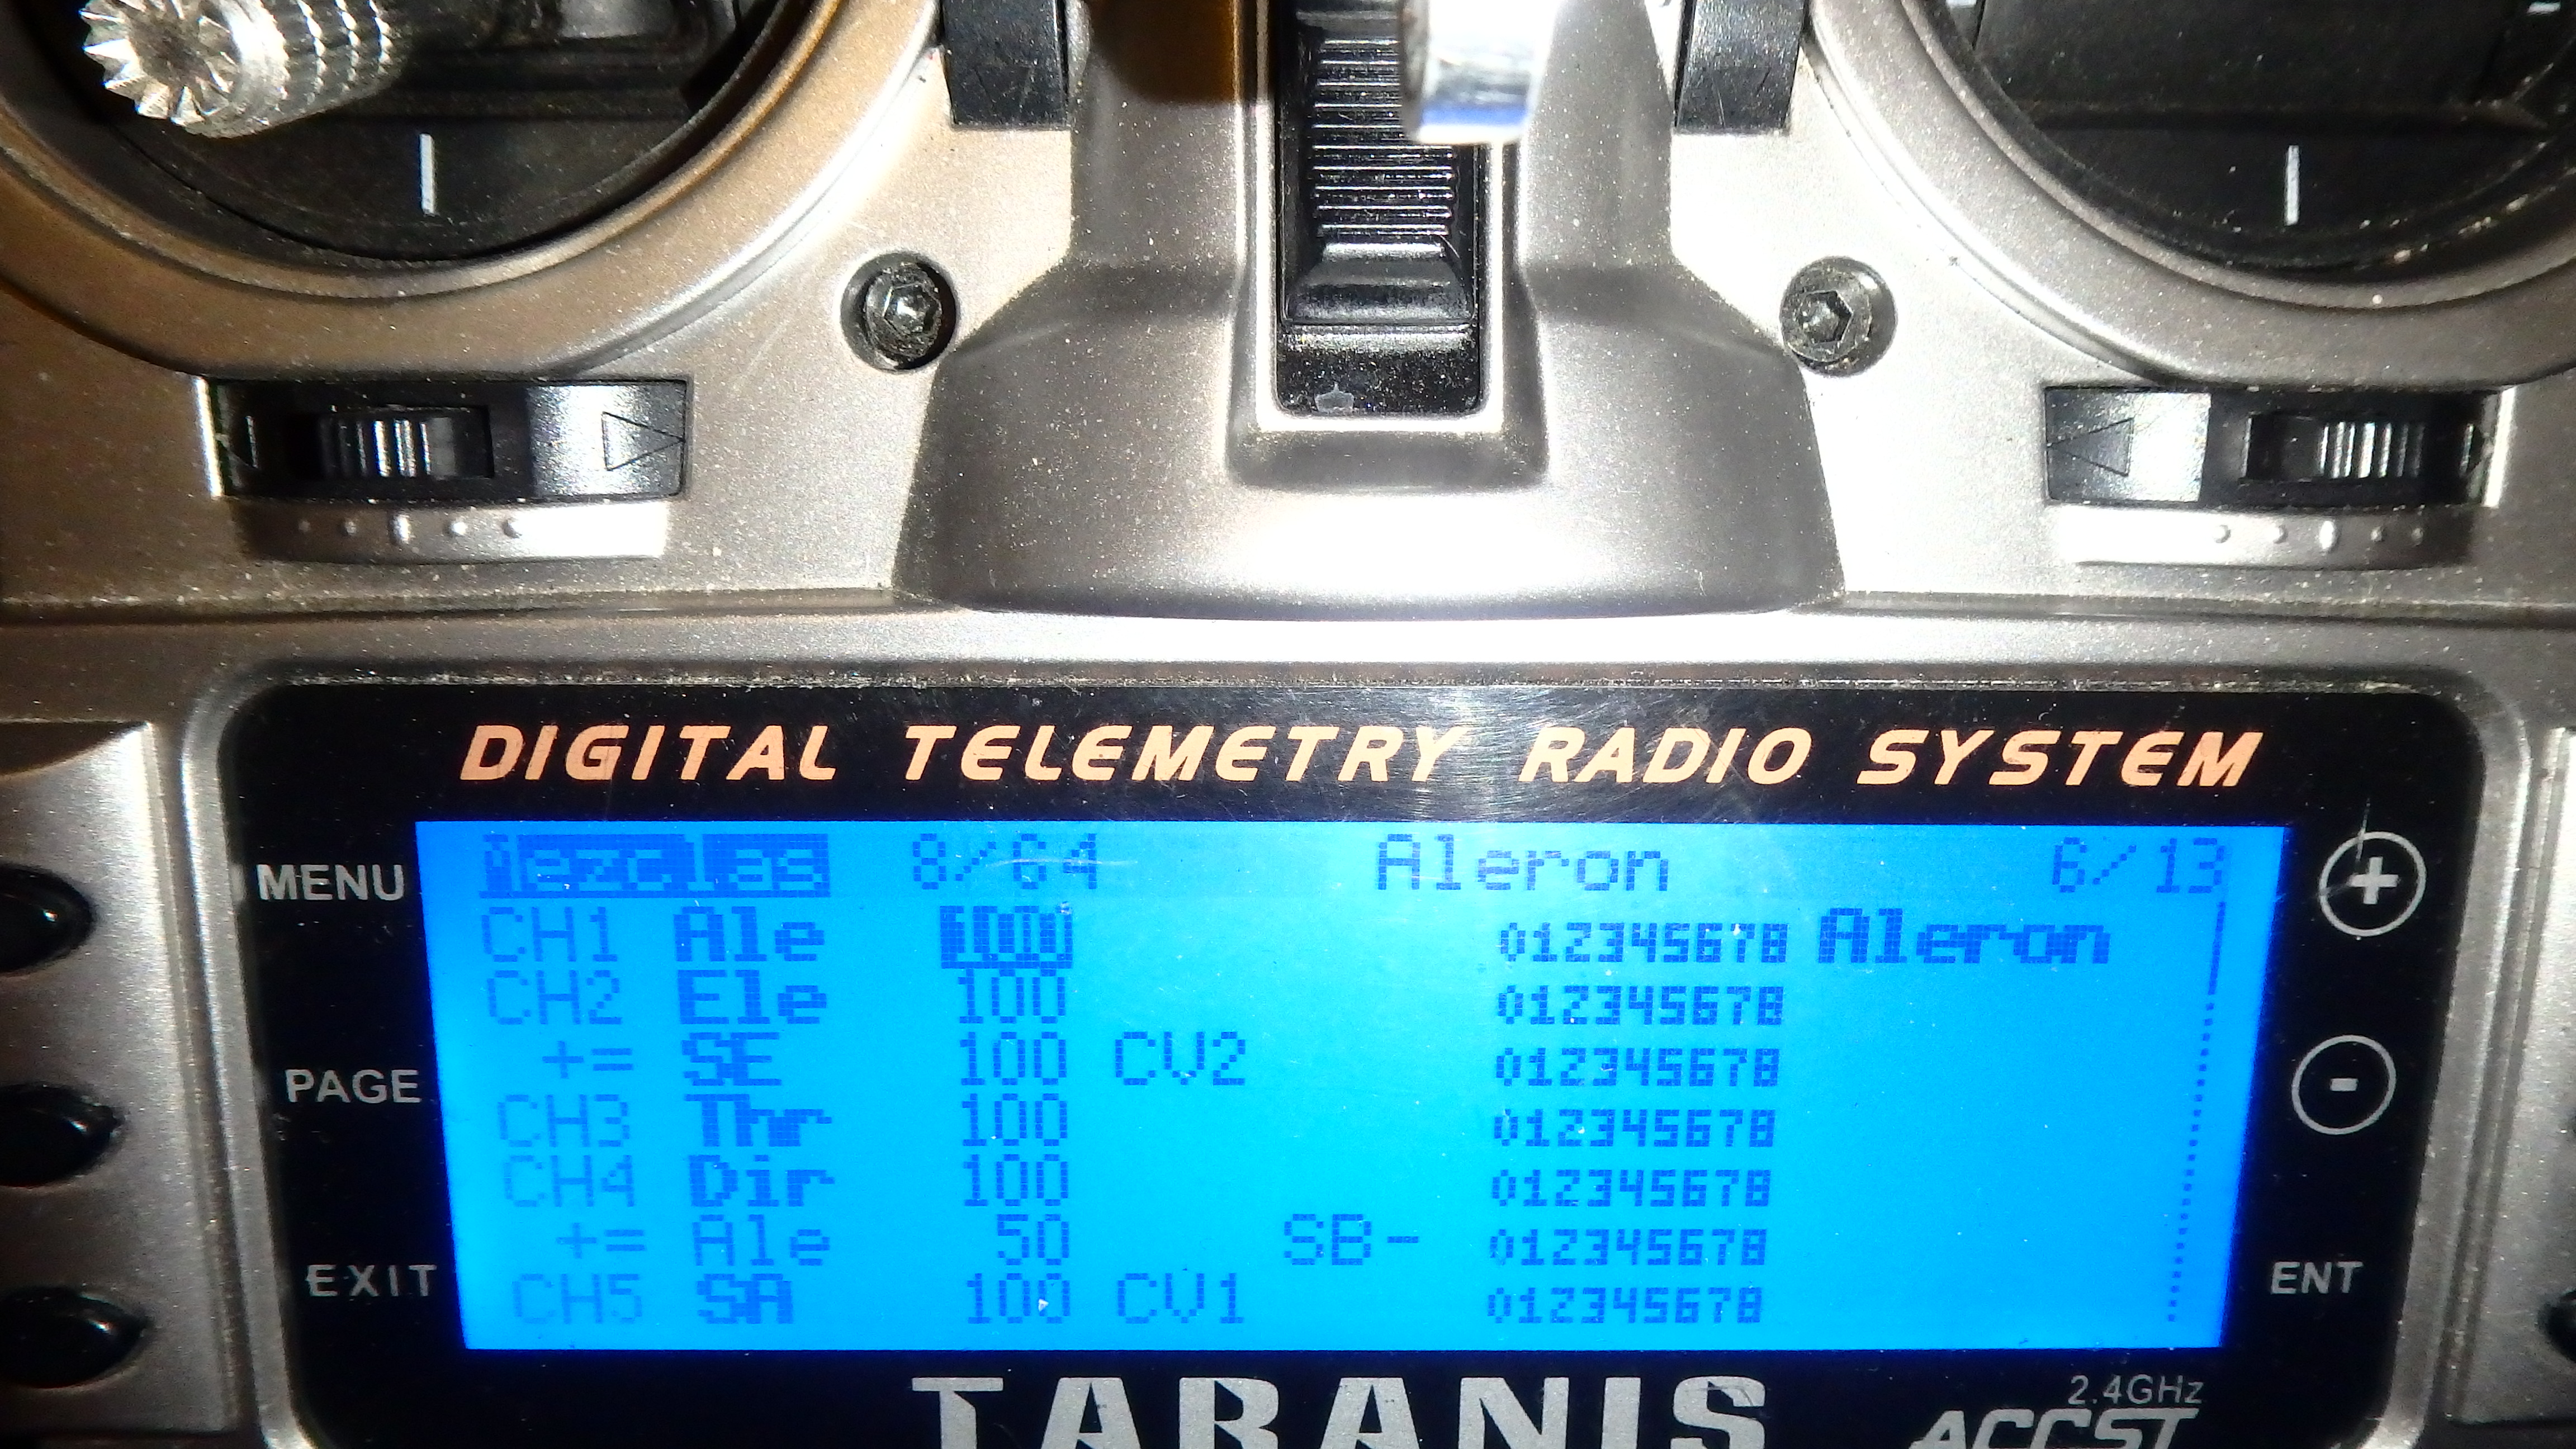 DIGITAL TELEMETRY RADIO SYSTEM
MENU
PAGE
EXIT
Mezclas 8/64 Aleron 6/13
CH1 Ale 100 012345678 Aleron
CH2 Ele 100 012345678
+= SE 100 CV2 012345678
CH3 Thr 100 012345678
CH4 Dir 100 012345678
+= Ale 50 SB- 012345678
CH5 SA 100 CV1 012345678
+
-
ENT
TARANIS
2.4GHz
ACCST